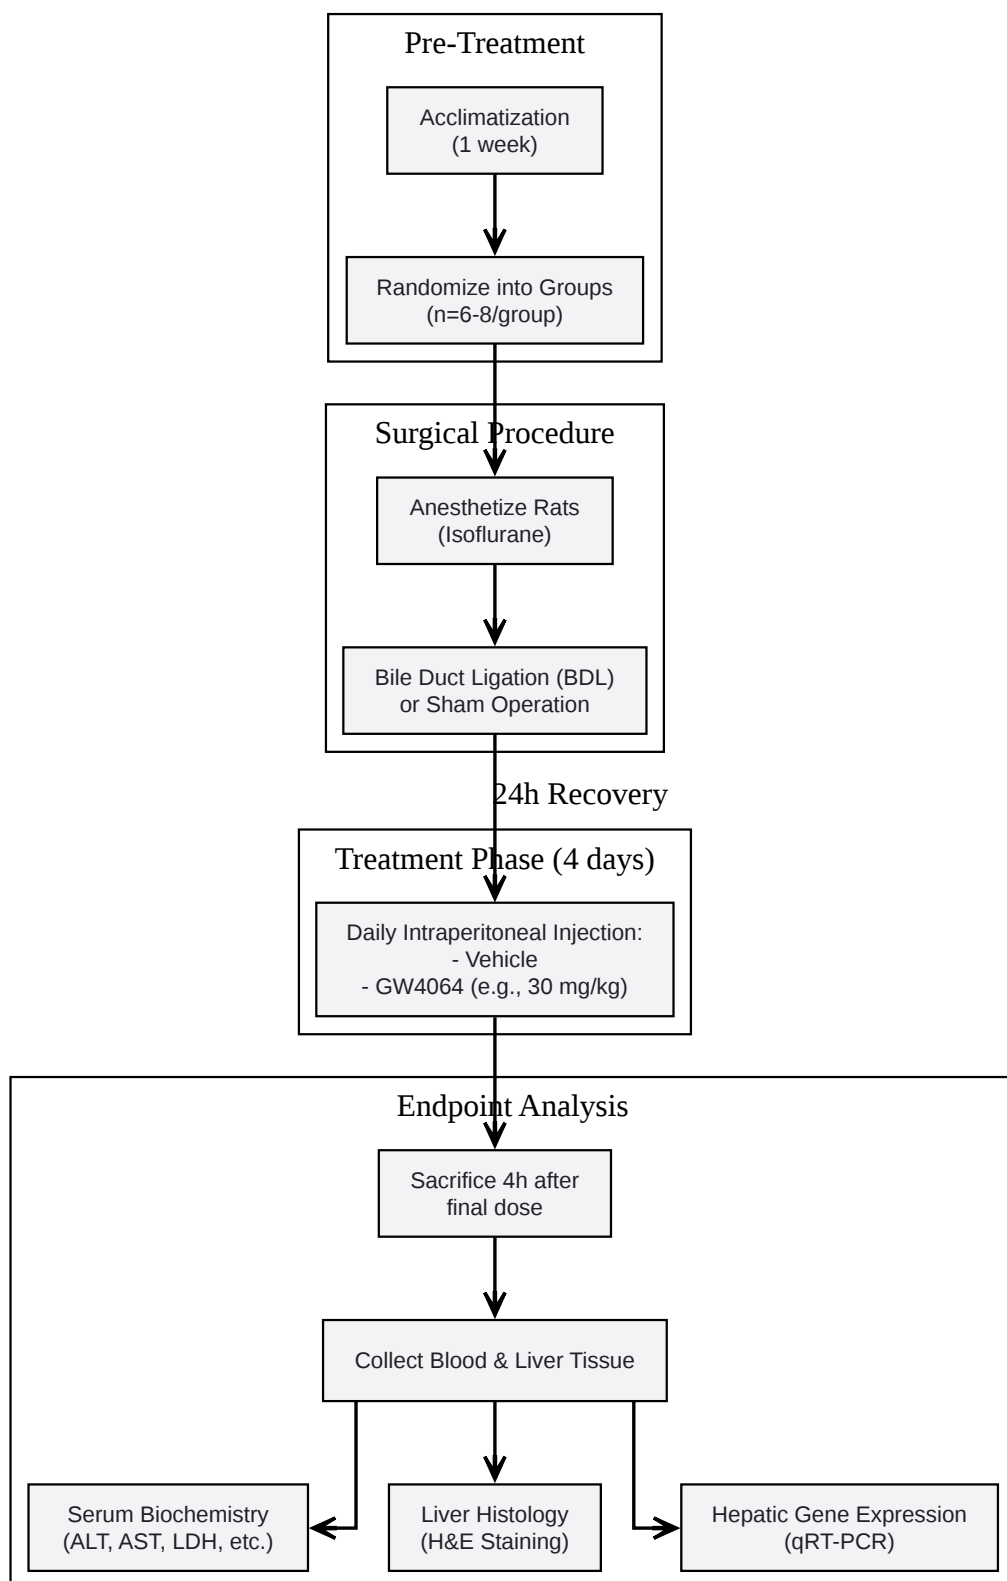 Pre-Treatment
Acclimatization
(1 week)
Randomize into Groups
(n=6-8/group)
Surgical Procedure
Anesthetize Rats
(Isoflurane)
Bile Duct Ligation (BDL)
or Sham Operation
24h Recovery
Treatment Phase (4 days)
Daily Intraperitoneal Injection:
- Vehicle
- GW4064 (e.g., 30 mg/kg)
Endpoint Analysis
Sacrifice 4h after
final dose
Collect Blood & Liver Tissue
Serum Biochemistry
(ALT, AST, LDH, etc.)
Liver Histology
(H&E Staining)
Hepatic Gene Expression
(qRT-PCR)